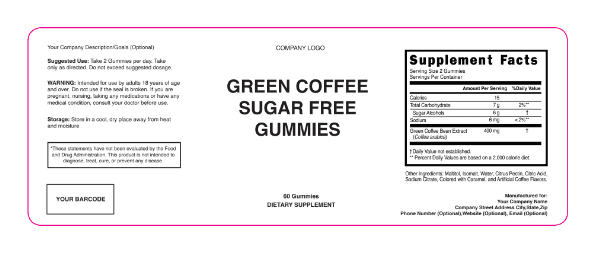 Your Company Description/Goals (Optional)
Suggested Use: Take 2 Gummies per day. Take
only as directed. Do not exceed suggested dosage.
WARNING: Intended for use by adults 18 years of age
and over. Do not use if the seal is broken. If you are
pregnant, nursing, taking any medications or have any
medical condition, consult your doctor before use.
Storage: Store in a cool, dry place away from heat
and moisture.
*These statements have not been evaluated by the Food
and Drug Administration. This product is not intended to
diagnose, treat, cure, or prevent any disease
YOUR BARCODE
COMPANY LOGO
GREEN COFFEE
SUGAR FREE
GUMMIES
60 Gummies
DIETARY SUPPLEMENT
Supplement Facts
Serving Size 2 Gummies
Servings Per Container
Amount Per Serving %Daily Value
Calories 15
Total Carbohydrate 7 g 2%**
Sugar Alcohols 5 g †
Sodium 6 mg <2%**
Green Coffee Bean Extract 400 mg †
(Coffea arabica)
† Daily Value not established.
** Percent Daily Values are based on a 2,000 calorie diet
Other Ingredients: Maltitol, Isomalt, Water, Citrus Pectin, Citric Acid,
Sodium Citrate, Colored with Caramel, and Artificial Coffee Flavors.
Manufactured for:
Your Company Name
Company Street Address City,State,Zip
Phone Number (Optional),Website (Optional), Email (Optional)